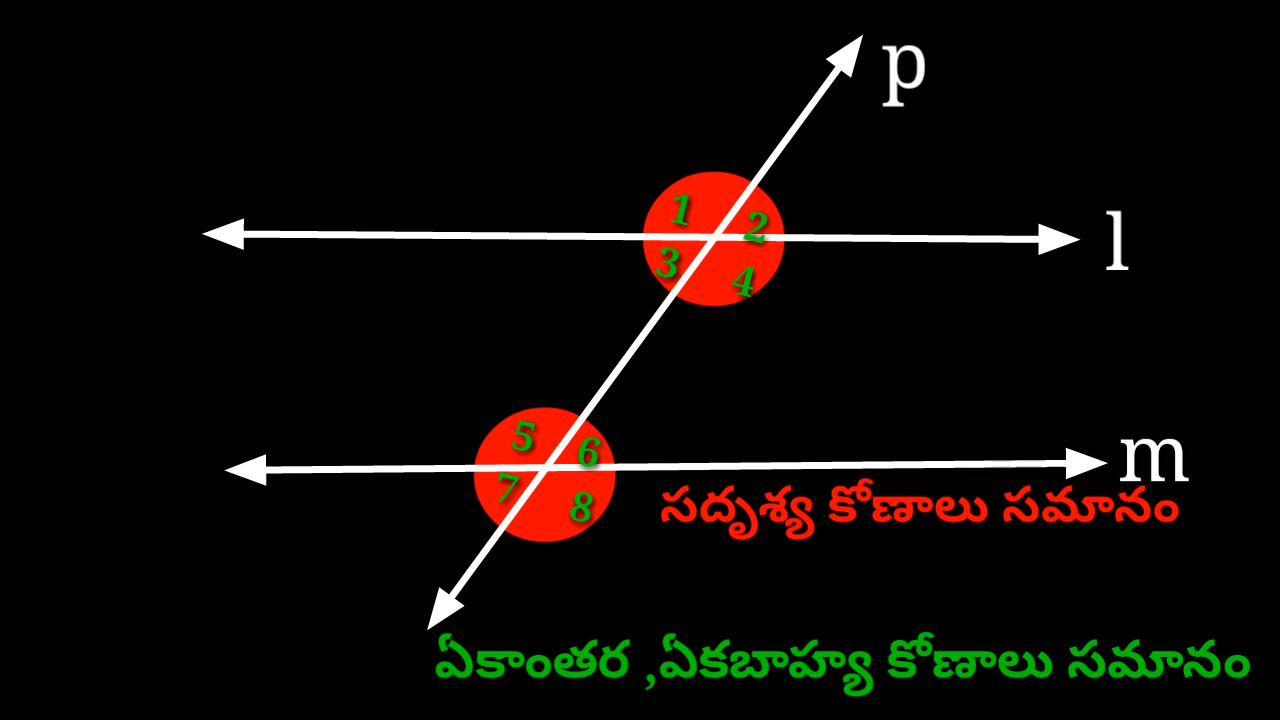 p
1 2
l
3 4
5 6
m
7 8
సదృశ్య కోణాలు సమానం
ఏకాంతర ,ఏకబాహ్య కోణాలు సమానం